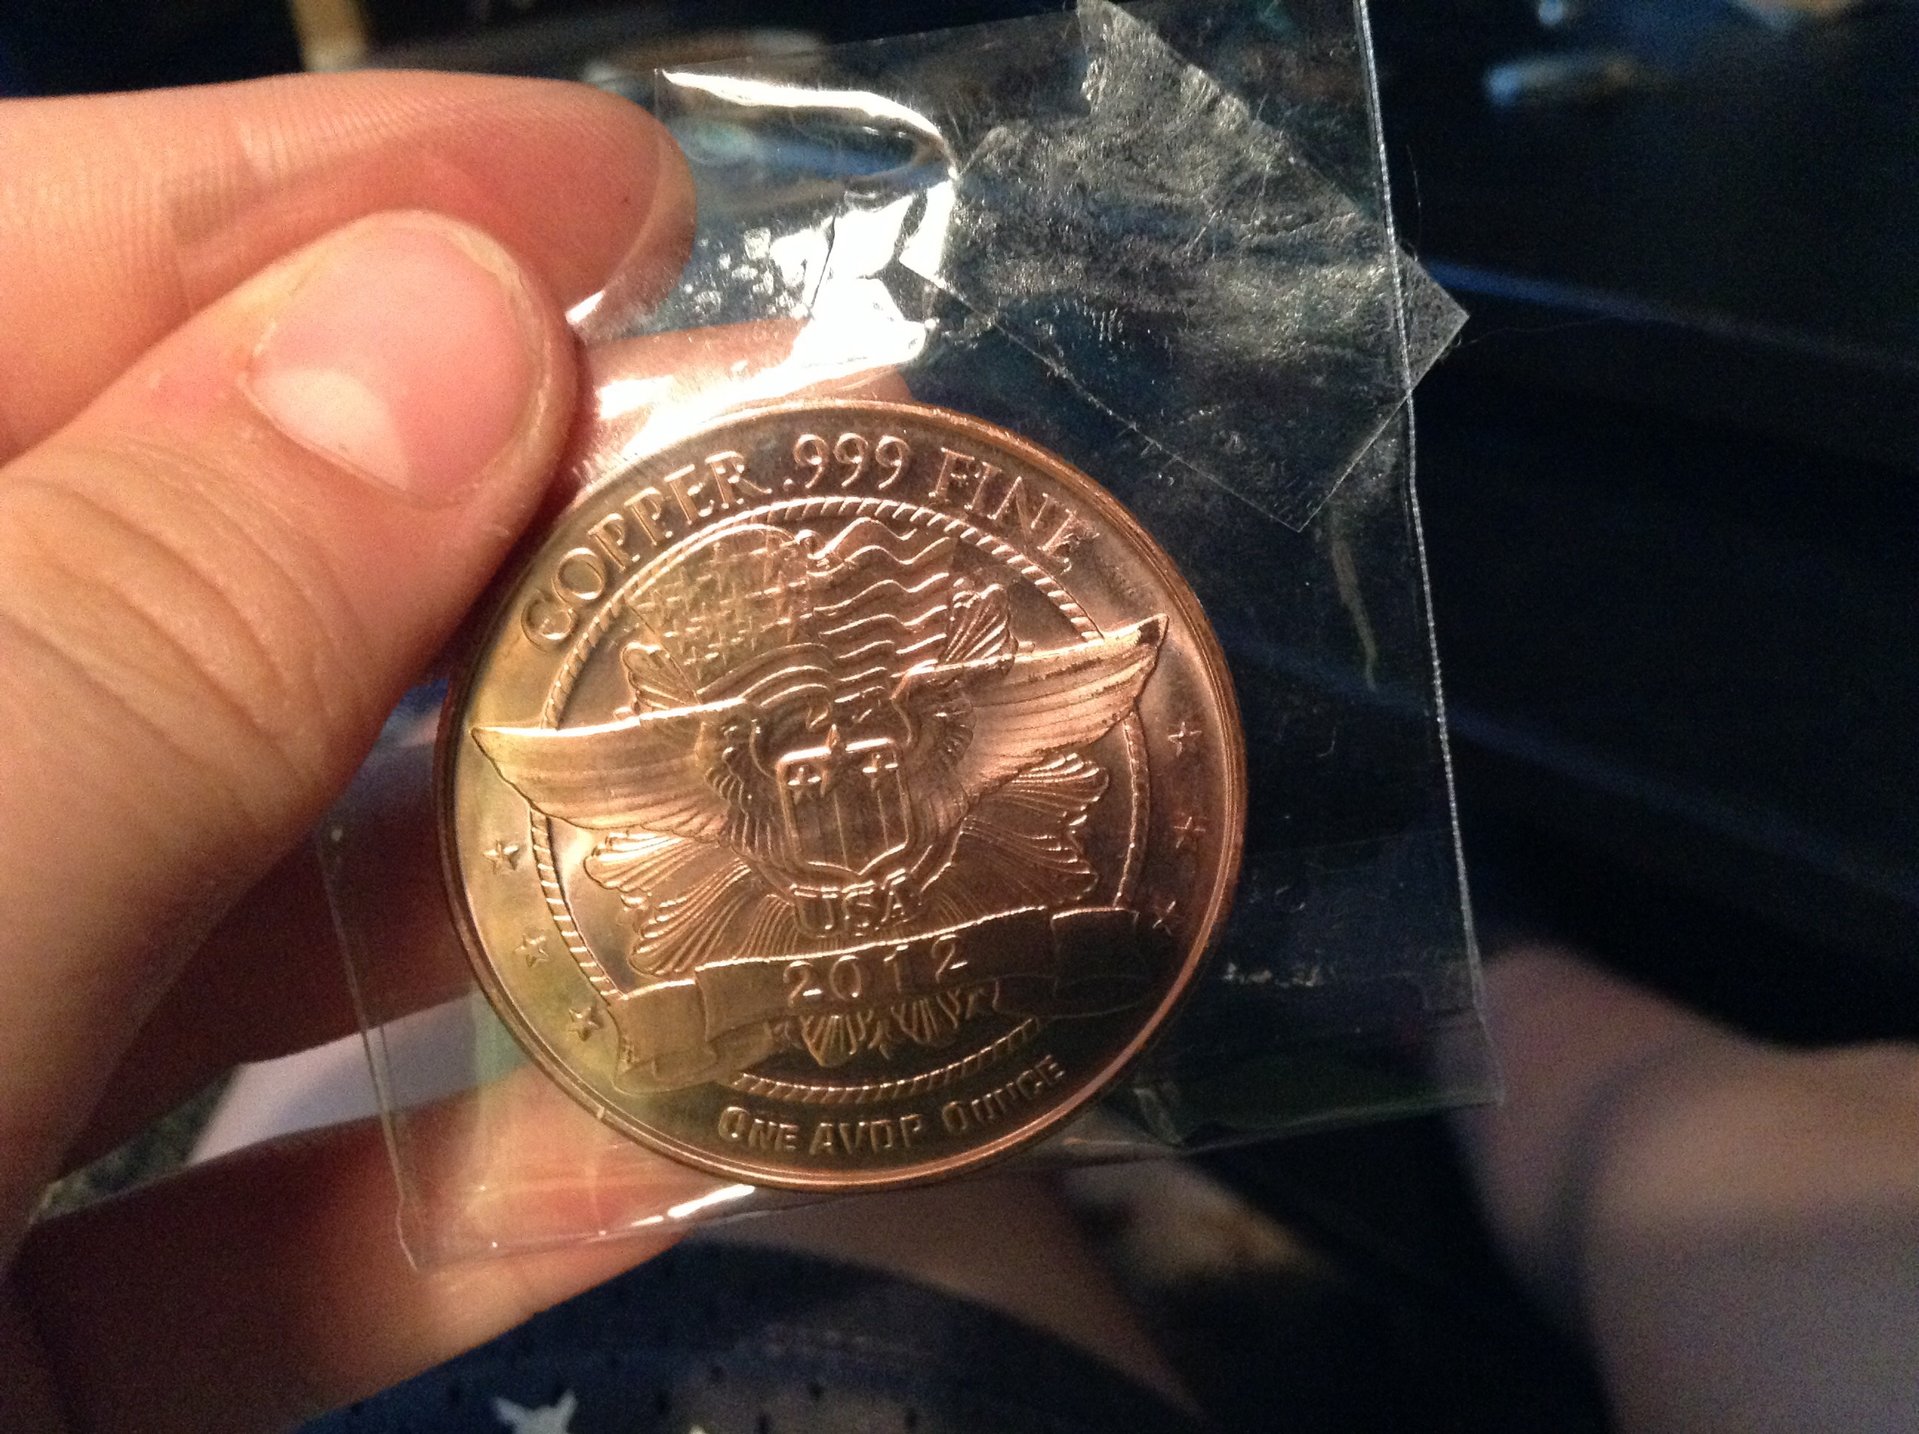 COPPER .999 FINE
USA
2012
ONE AVDP OUNCE